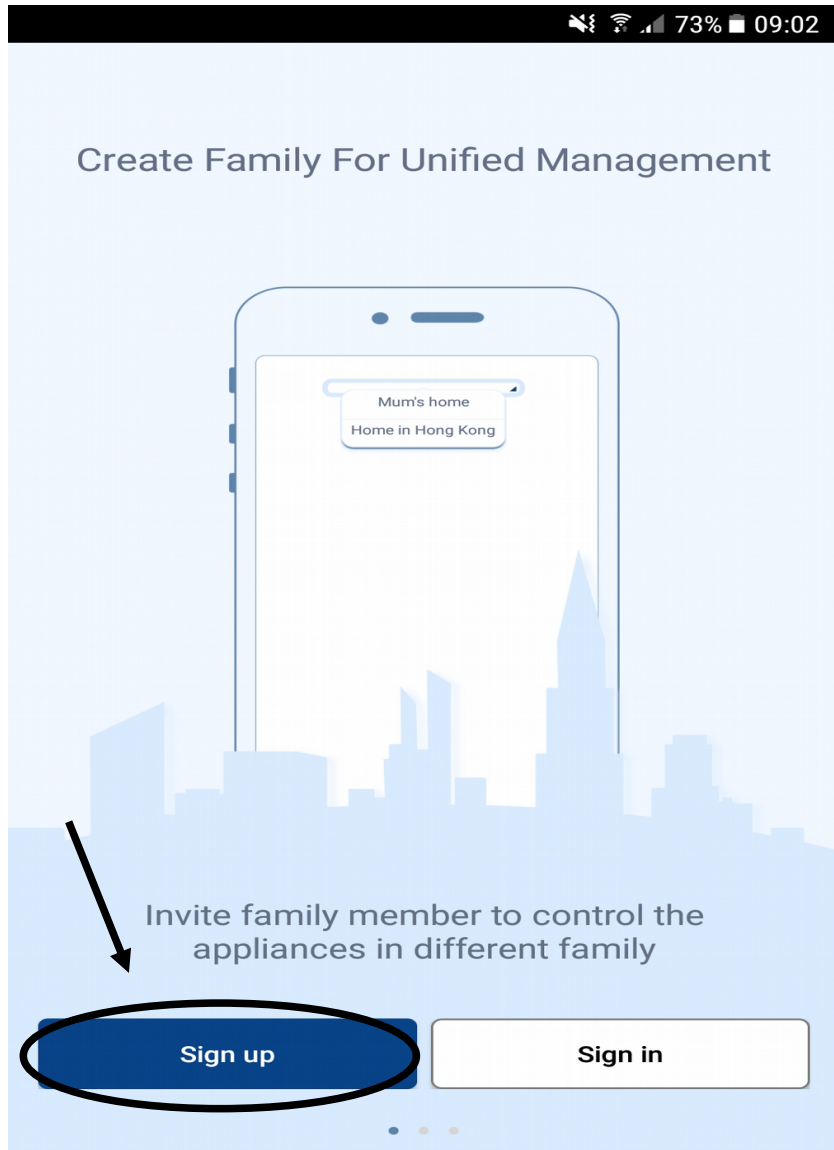 73% 09:02
Create Family For Unified Management
Mum's home
Home in Hong Kong
Invite family member to control the
appliances in different family
Sign up
Sign in